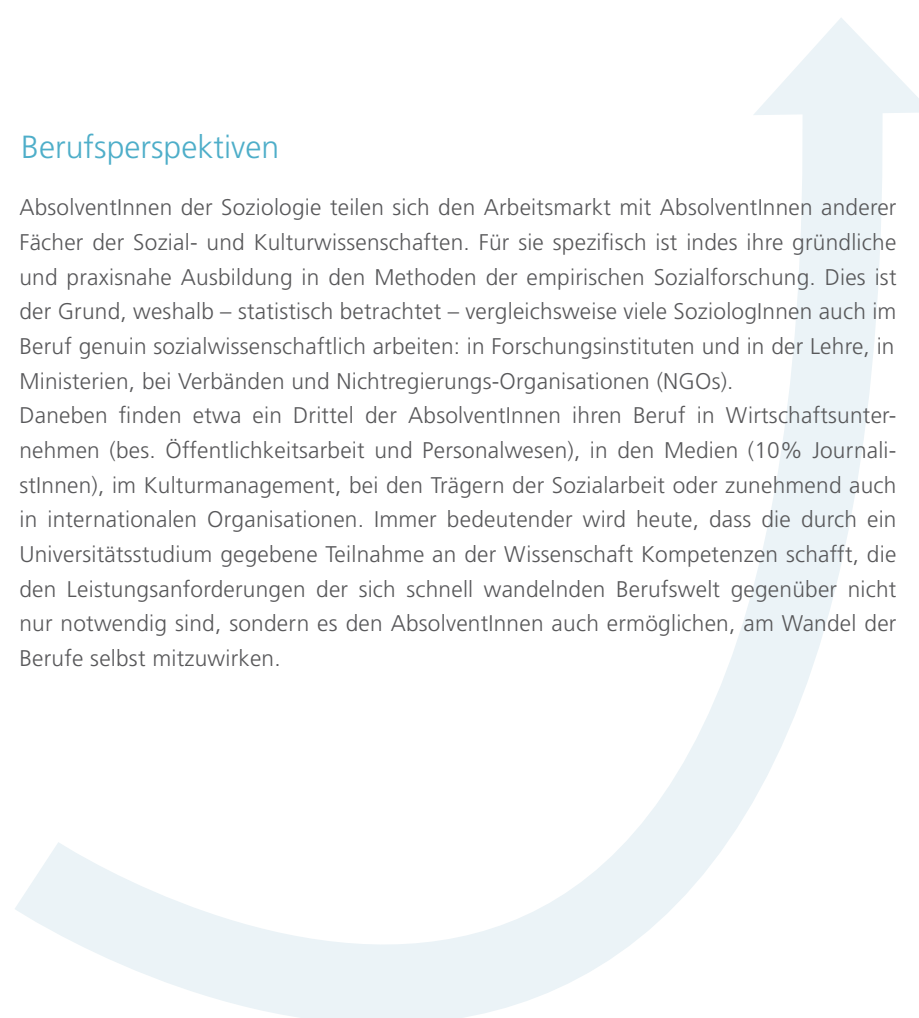 Berufsperspektiven
AbsolventInnen der Soziologie teilen sich den Arbeitsmarkt mit AbsolventInnen anderer
Fächer der Sozial- und Kulturwissenschaften. Für sie spezifisch ist indes ihre gründliche
und praxisnahe Ausbildung in den Methoden der empirischen Sozialforschung. Dies ist
der Grund, weshalb – statistisch betrachtet – vergleichsweise viele SoziologInnen auch im
Beruf genuin sozialwissenschaftlich arbeiten: in Forschungsinstituten und in der Lehre, in
Ministerien, bei Verbänden und Nichtregierungs-Organisationen (NGOs).
Daneben finden etwa ein Drittel der AbsolventInnen ihren Beruf in Wirtschaftsunter-
nehmen (bes. Öffentlichkeitsarbeit und Personalwesen), in den Medien (10% Journali-
stInnen), im Kulturmanagement, bei den Trägern der Sozialarbeit oder zunehmend auch
in internationalen Organisationen. Immer bedeutender wird heute, dass die durch ein
Universitätsstudium gegebene Teilnahme an der Wissenschaft Kompetenzen schafft, die
den Leistungsanforderungen der sich schnell wandelnden Berufswelt gegenüber nicht
nur notwendig sind, sondern es den AbsolventInnen auch ermöglichen, am Wandel der
Berufe selbst mitzuwirken.